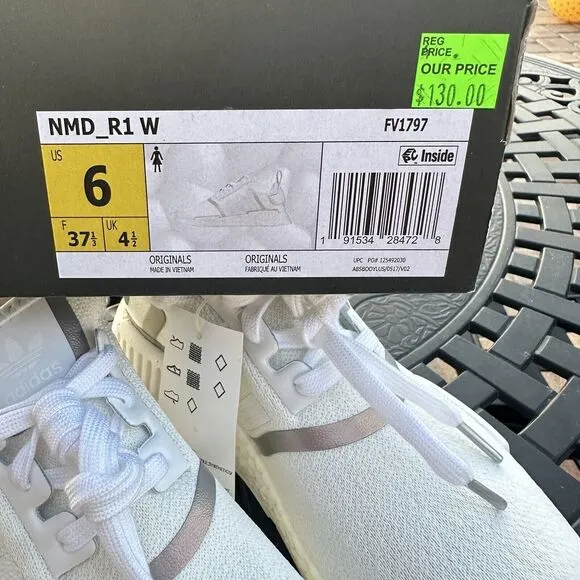 REG
PRICE
OUR PRICE
$130.00
NMD_R1 W
FV1797
US
6
F
37⅓
UK
4½
Inside
1 91534 28472 8
ORIGINALS
MADE IN VIETNAM
ORIGINALS
FABRIQUÉ AU VIETNAM
UPC PO# 125492030
adidas